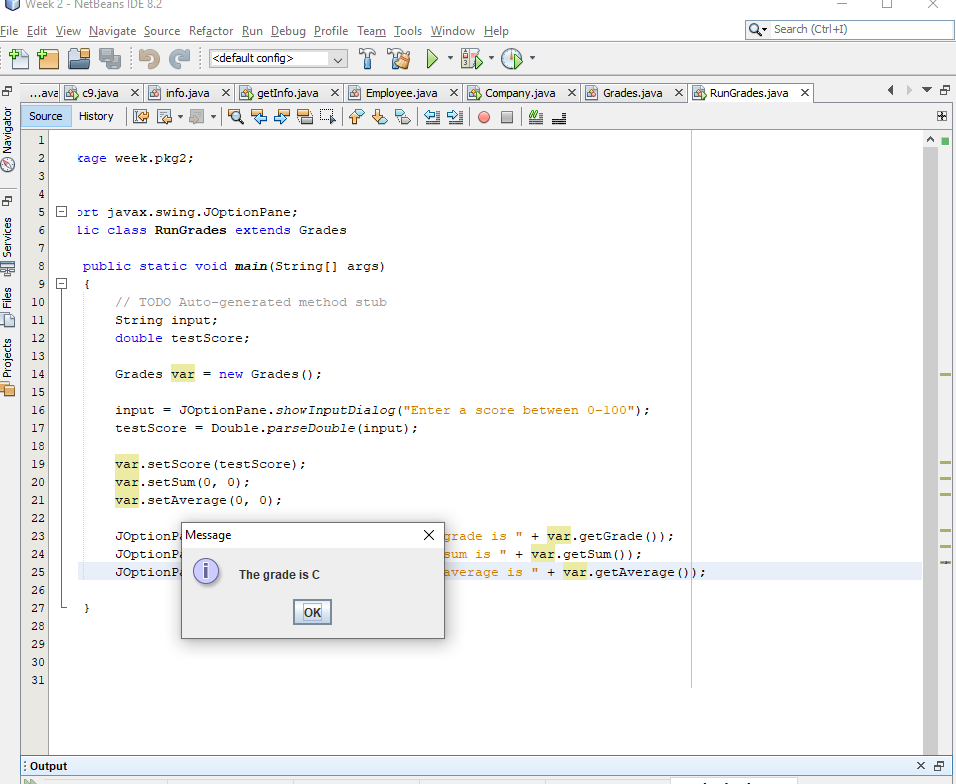 Week 2 - NetBeans IDE 8.2
File Edit View Navigate Source Refactor Run Debug Profile Team Tools Window Help
Search (Ctrl+I)
<default config>
...ava c9.java info.java getInfo.java Employee.java Company.java Grades.java RunGrades.java
Source History
Navigator
Services
Files
Projects
1
2 kage week.pkg2;
3
4
5 ort javax.swing.JOptionPane;
6 lic class RunGrades extends Grades
7
8 public static void main(String[] args)
9 {
10 // TODO Auto-generated method stub
11 String input;
12 double testScore;
13
14 Grades var = new Grades();
15
16 input = JOptionPane.showInputDialog("Enter a score between 0-100");
17 testScore = Double.parseDouble(input);
18
19 var.setScore(testScore);
20 var.setSum(0, 0);
21 var.setAverage(0, 0);
22
23 JOptionPa grade is " + var.getGrade());
24 JOptionPa sum is " + var.getSum());
25 JOptionPa average is " + var.getAverage());
26
27 }
28
29
30
31
Message
The grade is C
OK
Output